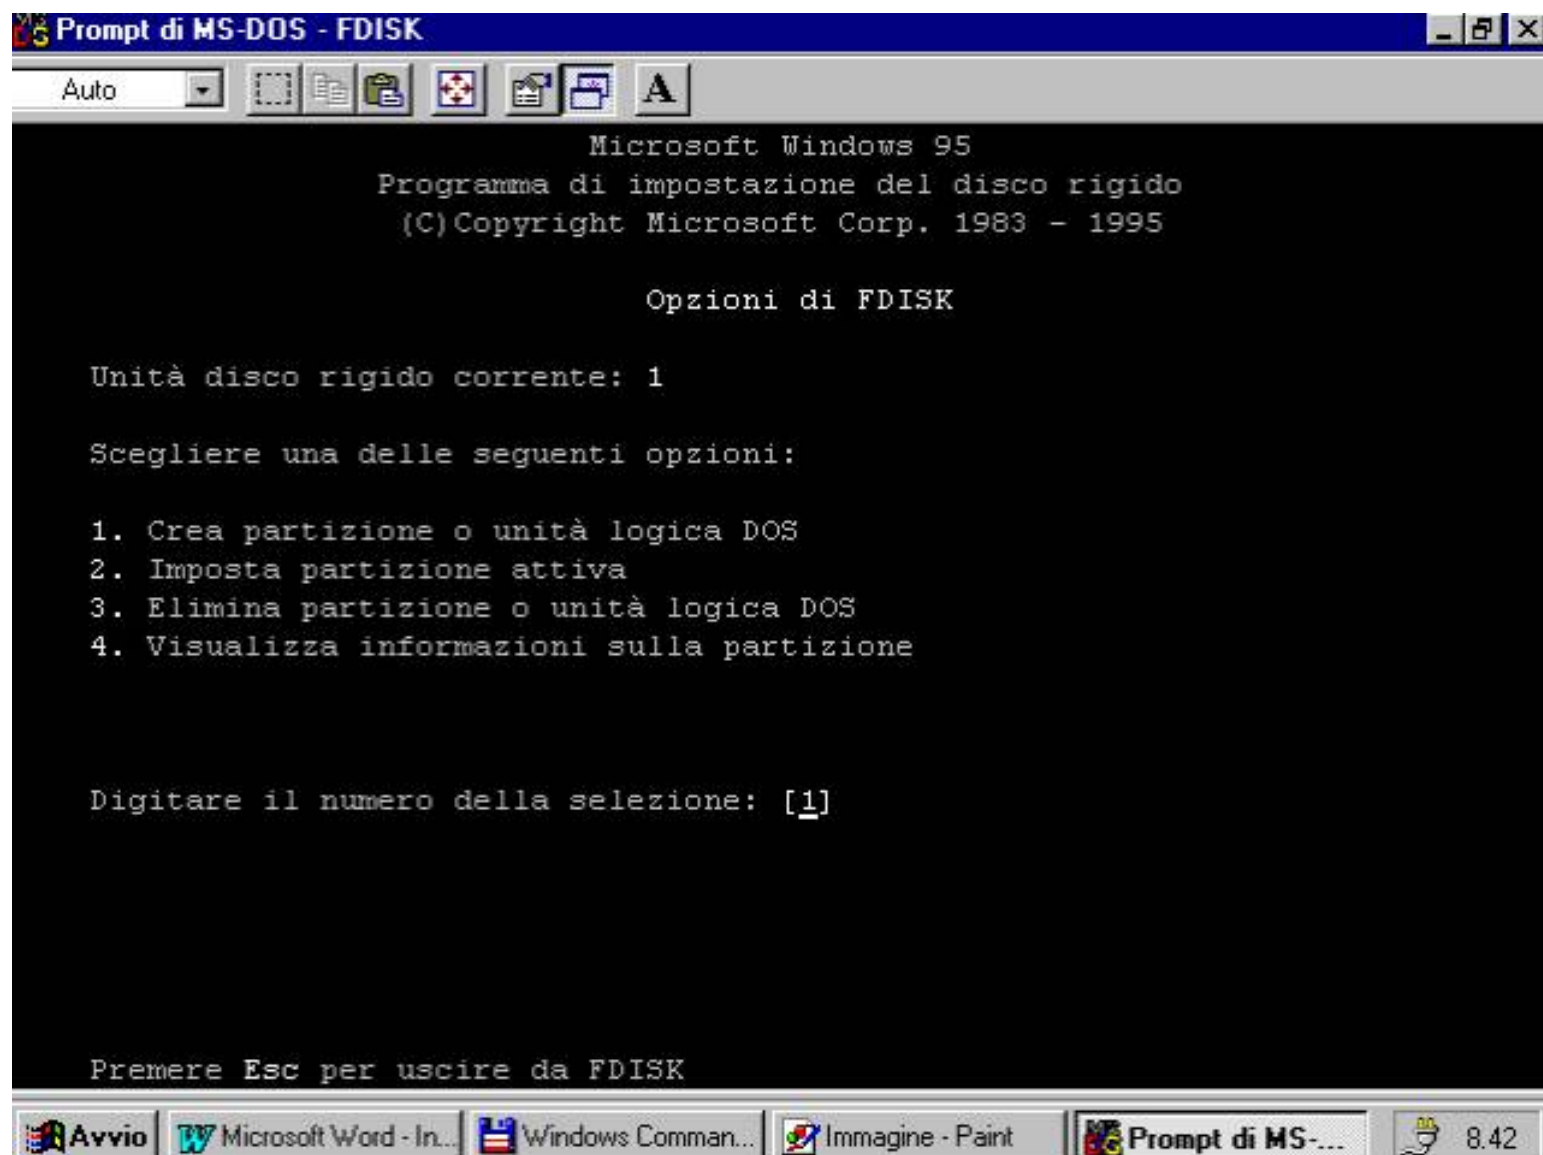 Prompt di MS-DOS - FDISK
Auto
A
Microsoft Windows 95
Programma di impostazione del disco rigido
(C)Copyright Microsoft Corp. 1983 - 1995
Opzioni di FDISK
Unità disco rigido corrente: 1
Scegliere una delle seguenti opzioni:
1. Crea partizione o unità logica DOS
2. Imposta partizione attiva
3. Elimina partizione o unità logica DOS
4. Visualizza informazioni sulla partizione
Digitare il numero della selezione: [1]
Premere Esc per uscire da FDISK
Avvio Microsoft Word - In... Windows Comman... Immagine - Paint Prompt di MS-... 8.42